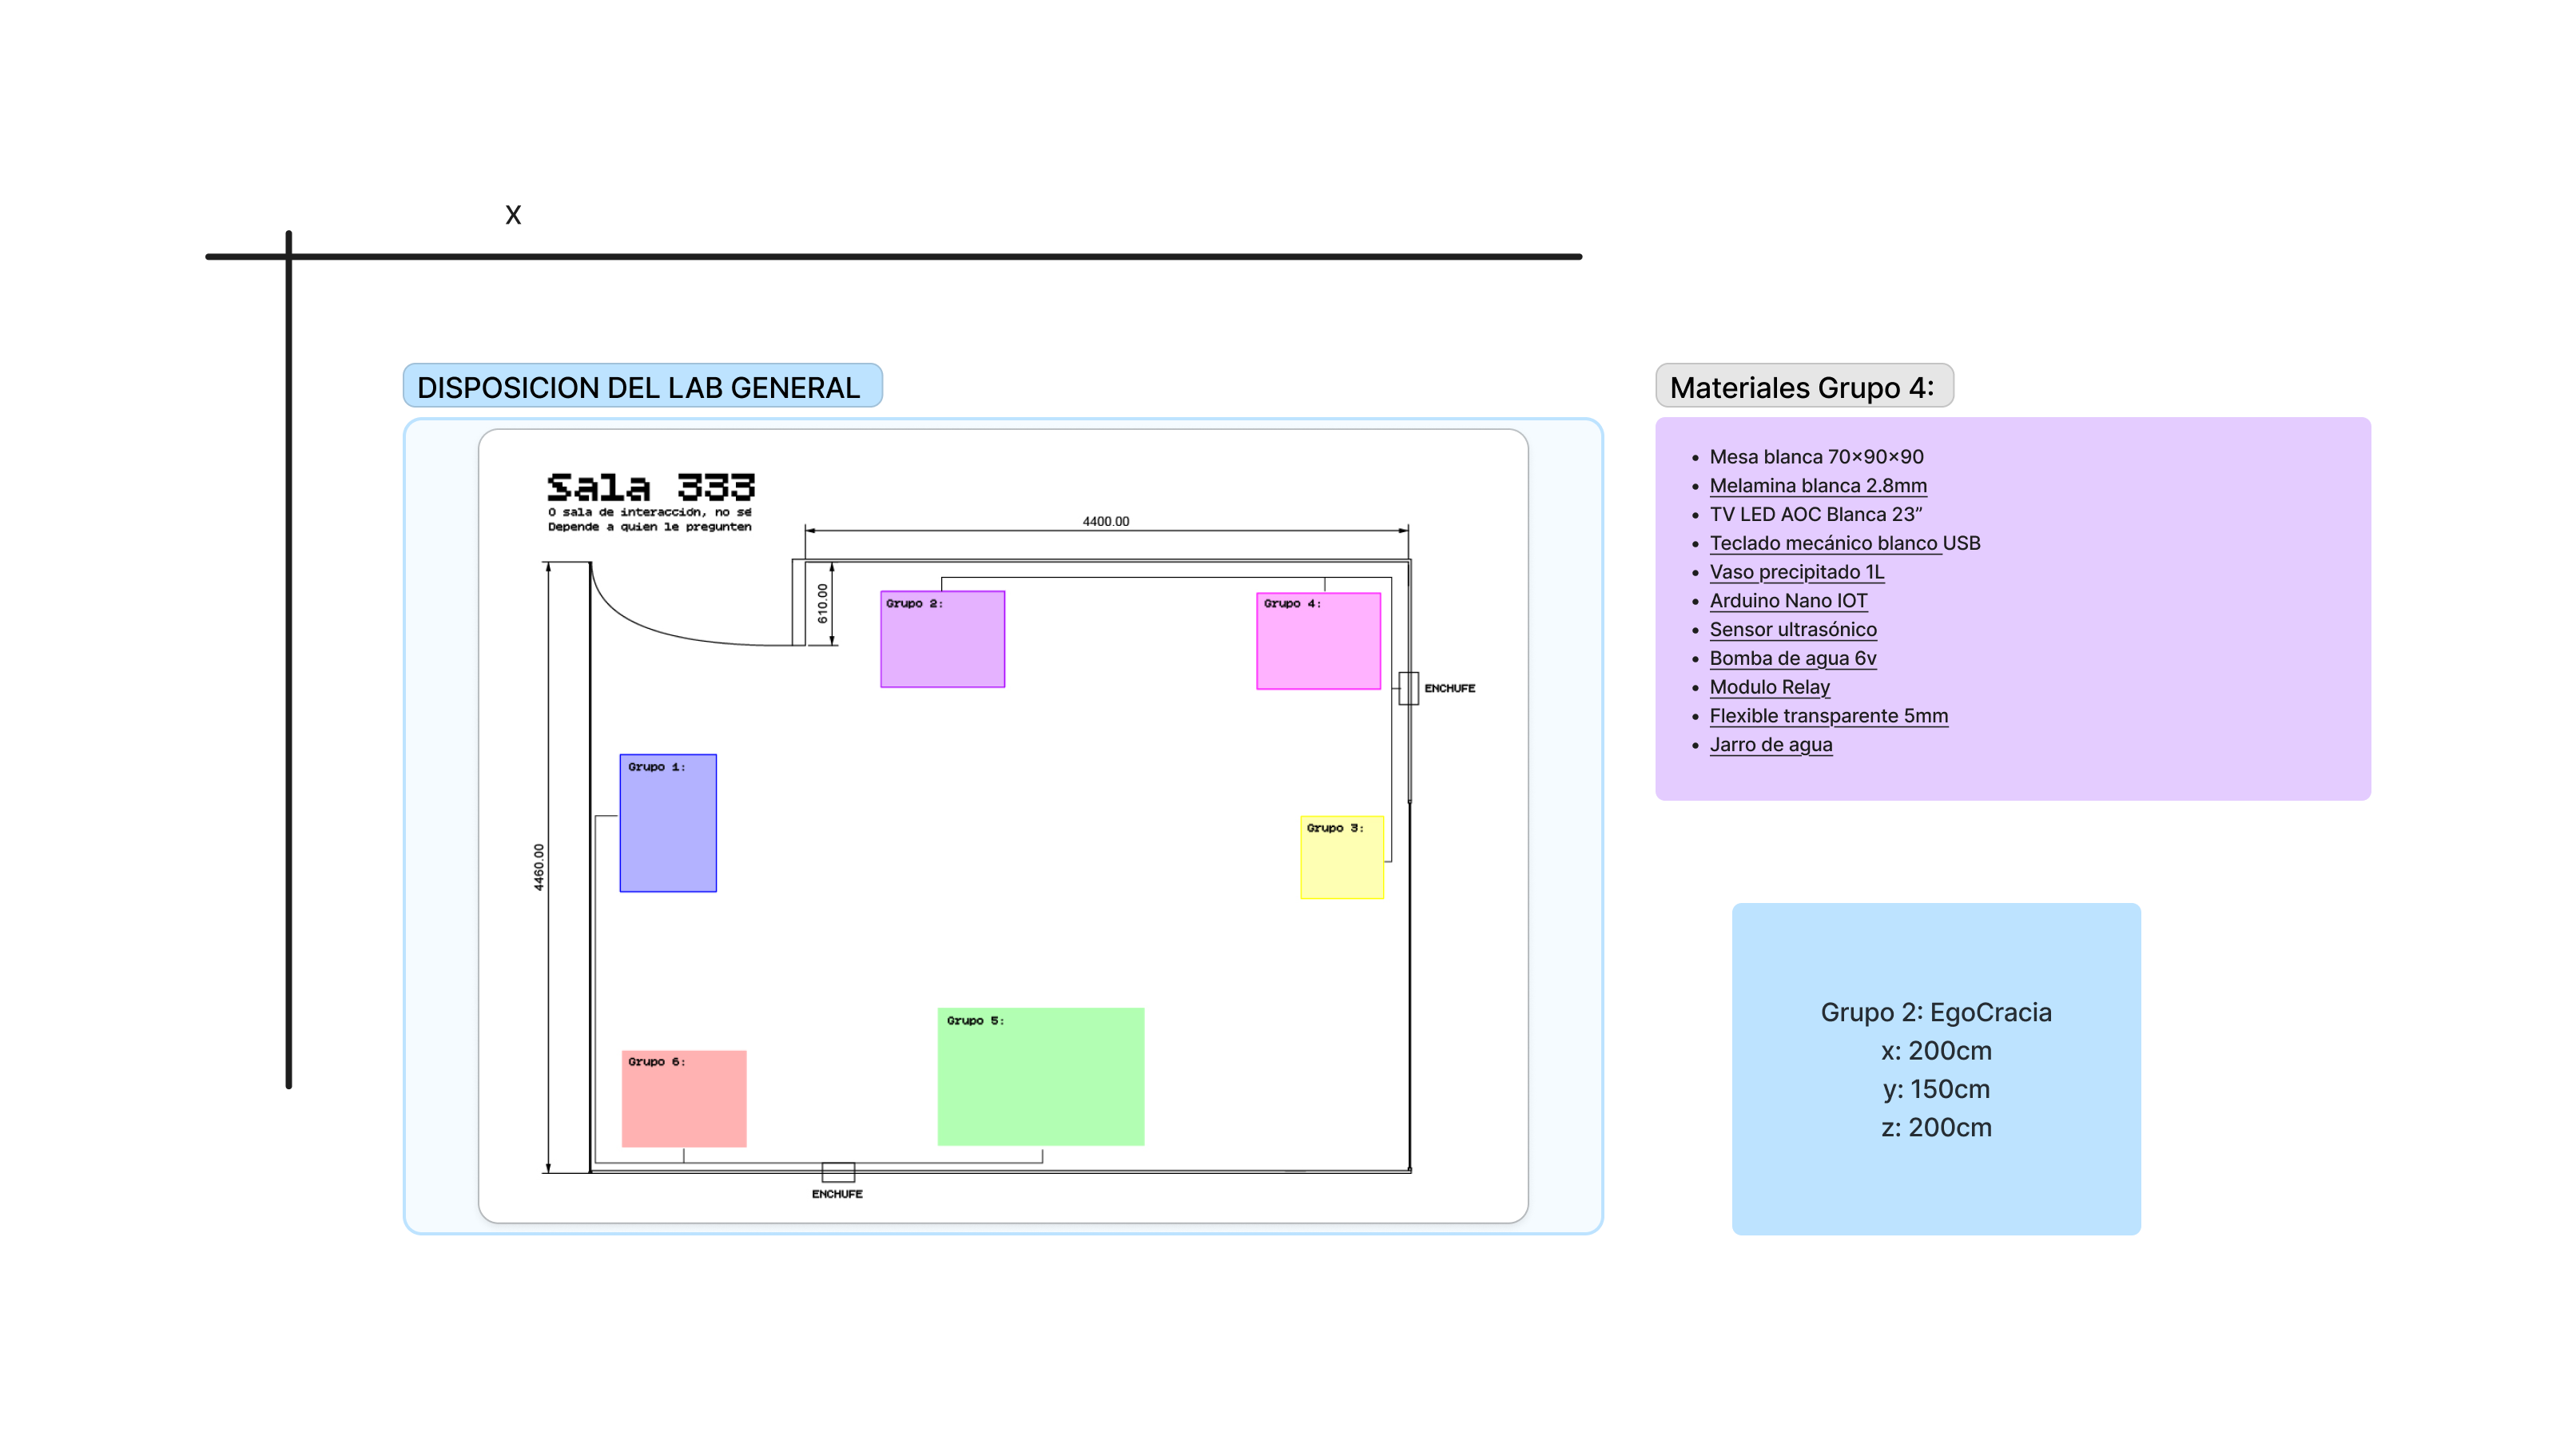 x
DISPOSICION DEL LAB GENERAL
Sala 333
O sala de interacción, no sé
Depende a quien le pregunten
4400.00
610.00
4460.00
Grupo 2:
Grupo 4:
ENCHUFE
Grupo 1:
Grupo 3:
Grupo 5:
Grupo 6:
ENCHUFE
Materiales Grupo 4:
• Mesa blanca 70x90x90
• Melamina blanca 2.8mm
• TV LED AOC Blanca 23”
• Teclado mecánico blanco USB
• Vaso precipitado 1L
• Arduino Nano IOT
• Sensor ultrasónico
• Bomba de agua 6v
• Modulo Relay
• Flexible transparente 5mm
• Jarro de agua
Grupo 2: EgoCracia
x: 200cm
y: 150cm
z: 200cm